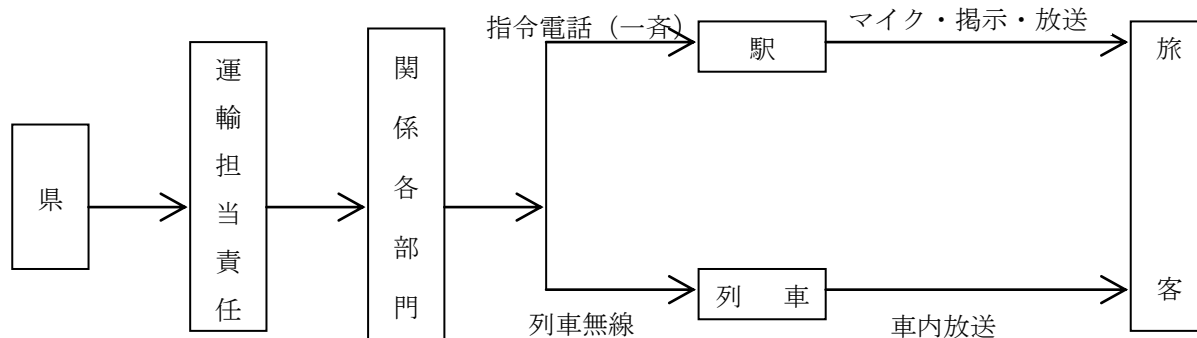 県
運輸担当責任
関係各部門
指令電話（一斉）
駅
マイク・掲示・放送
列車無線
列　車
車内放送
旅客